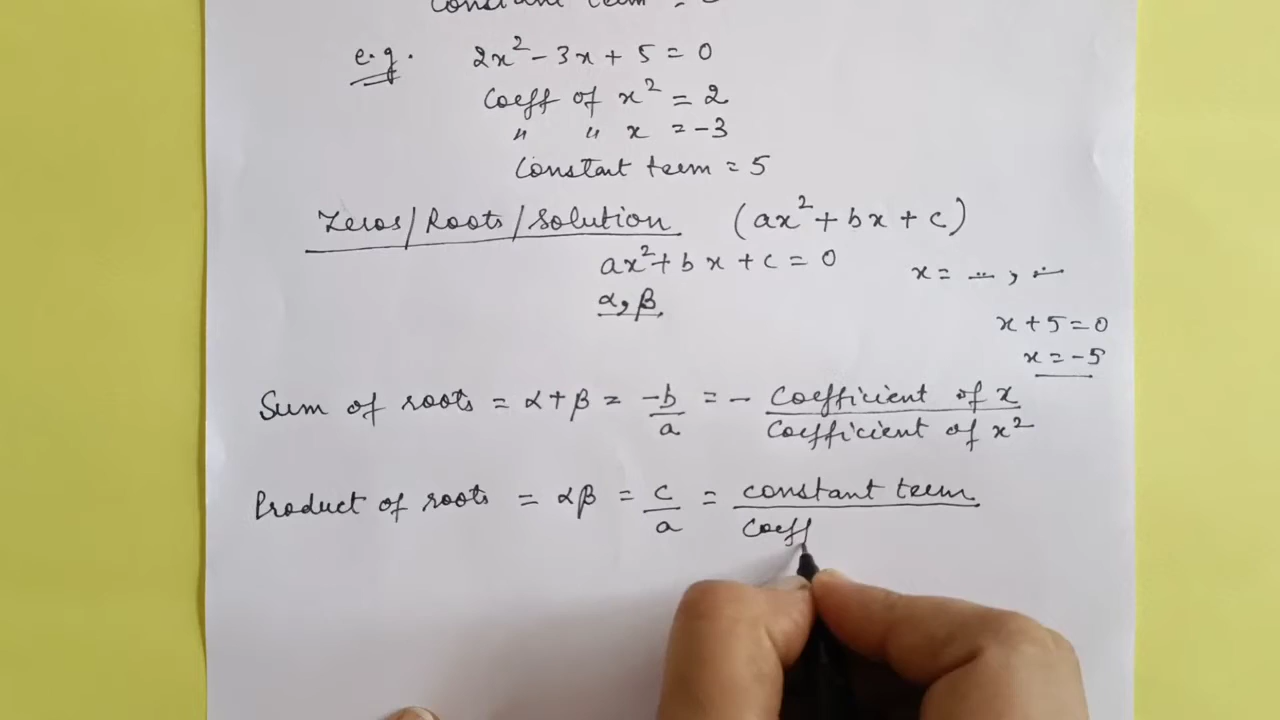 Constant term =
e.g. 2x² - 3x + 5 = 0
Coeff of x² = 2
" " x = -3
Constant term = 5
Zeros/Roots/Solution (ax² + bx + c)
ax² + bx + c = 0
x = ... , ...
α, β
x + 5 = 0
x = -5
Sum of roots = α + β = -b/a = - Coefficient of x/Coefficient of x²
Product of roots = αβ = c/a = constant term/Coeff